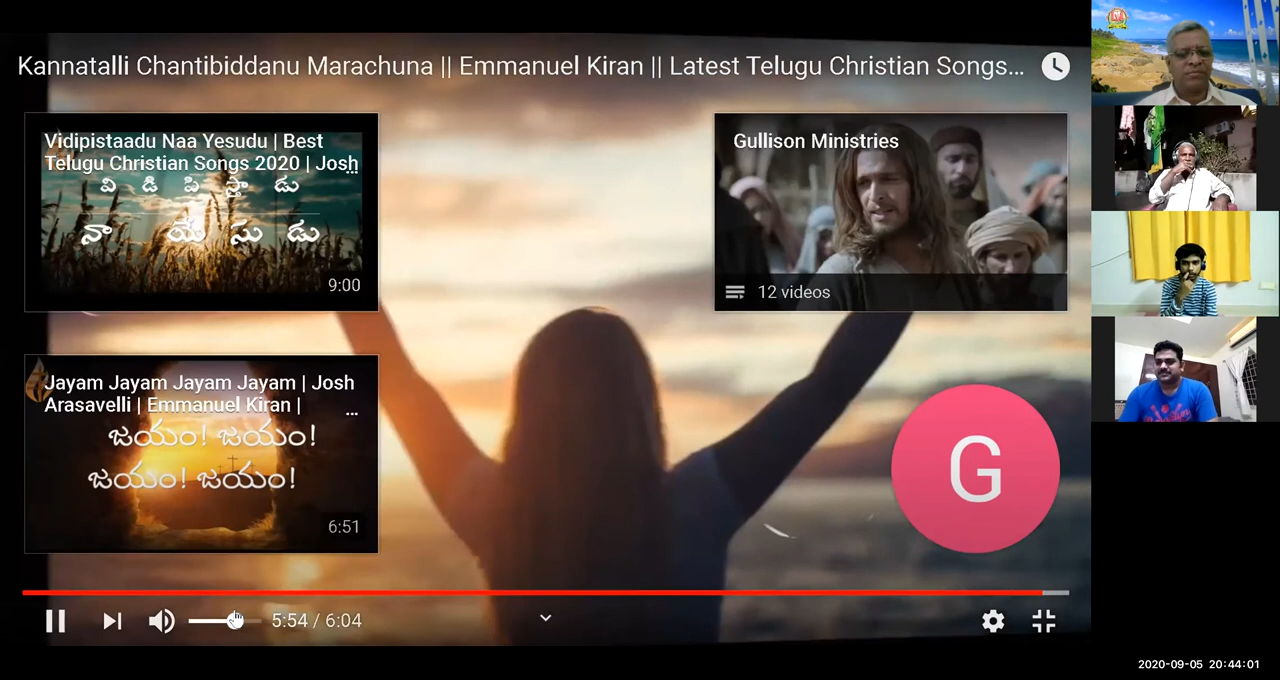 Kannatalli Chantibiddanu Marachuna || Emmanuel Kiran || Latest Telugu Christian Songs...
Vidipistaadu Naa Yesudu | Best
Telugu Christian Songs 2020 | Josh
...
వి డి పి స్తా డు
నా యే సు డు
9:00
Gullison Ministries
12 videos
Jayam Jayam Jayam Jayam | Josh
Arasavelli | Emmanuel Kiran | ...
జయం! జయం!
జయం! జయం!
6:51
G
5:54 / 6:04
2020-09-05 20:44:01